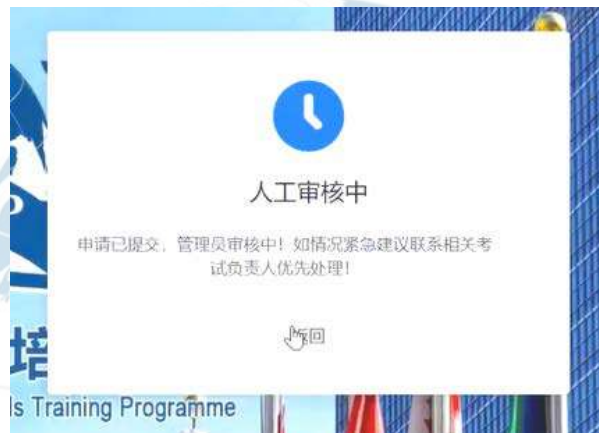 人工审核中
申请已提交，管理员审核中！如情况紧急建议联系相关考
试负责人优先处理！
返回
培
ls Training Programme